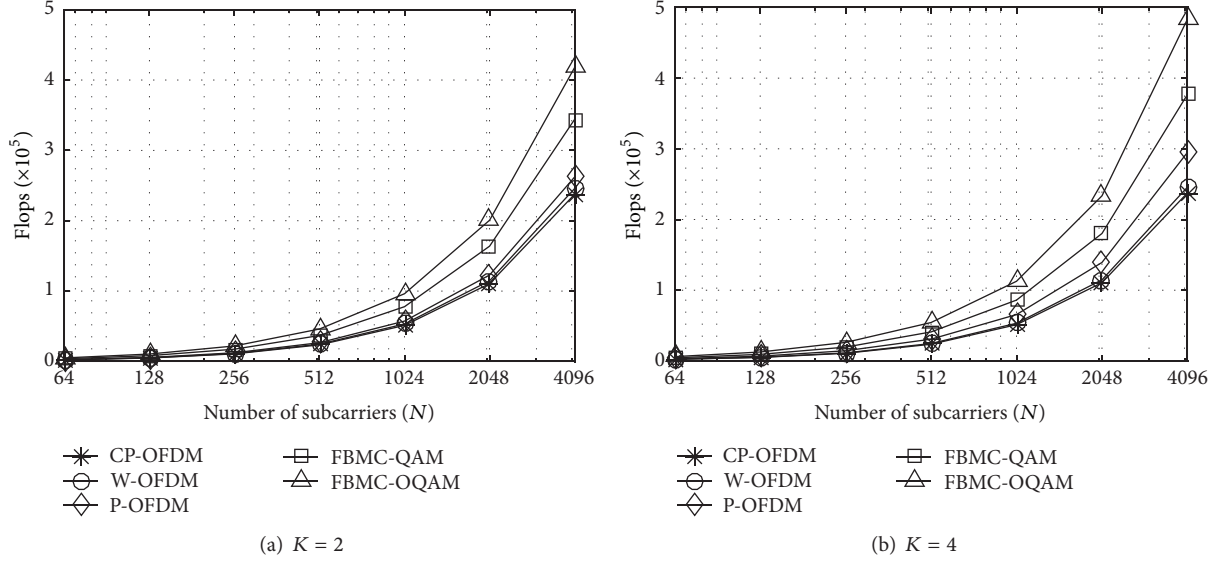 5
4
3
2
1
0
Flops (×10⁵)
64 128 256 512 1024 2048 4096
Number of subcarriers (N)
CP-OFDM
W-OFDM
P-OFDM
FBMC-QAM
FBMC-OQAM
(a) K = 2
5
4
3
2
1
0
Flops (×10⁵)
64 128 256 512 1024 2048 4096
Number of subcarriers (N)
CP-OFDM
W-OFDM
P-OFDM
FBMC-QAM
FBMC-OQAM
(b) K = 4